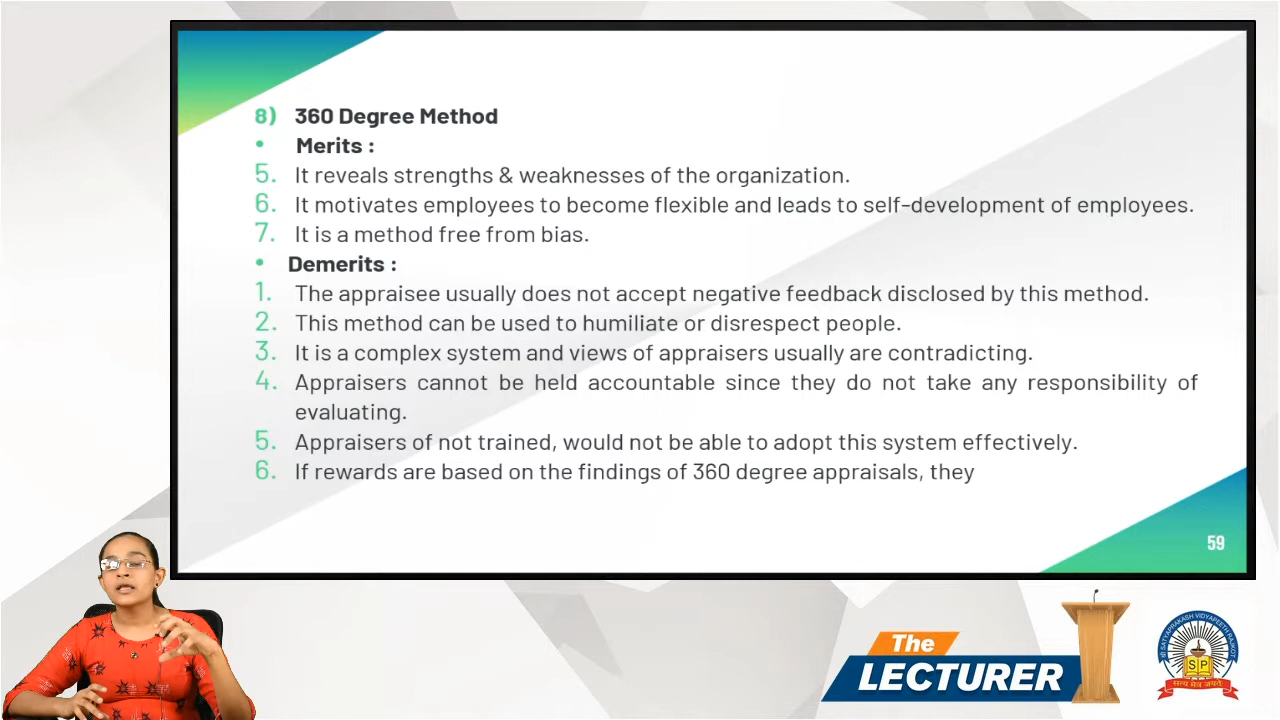 8) 360 Degree Method
• Merits :
5. It reveals strengths & weaknesses of the organization.
6. It motivates employees to become flexible and leads to self-development of employees.
7. It is a method free from bias.
• Demerits :
1. The appraisee usually does not accept negative feedback disclosed by this method.
2. This method can be used to humiliate or disrespect people.
3. It is a complex system and views of appraisers usually are contradicting.
4. Appraisers cannot be held accountable since they do not take any responsibility of
evaluating.
5. Appraisers of not trained, would not be able to adopt this system effectively.
6. If rewards are based on the findings of 360 degree appraisals, they
59
The
LECTURER
SHRI SATYAPRAKASH VIDYAPEETH RAJKOT
S P
सत्य मेव जयते